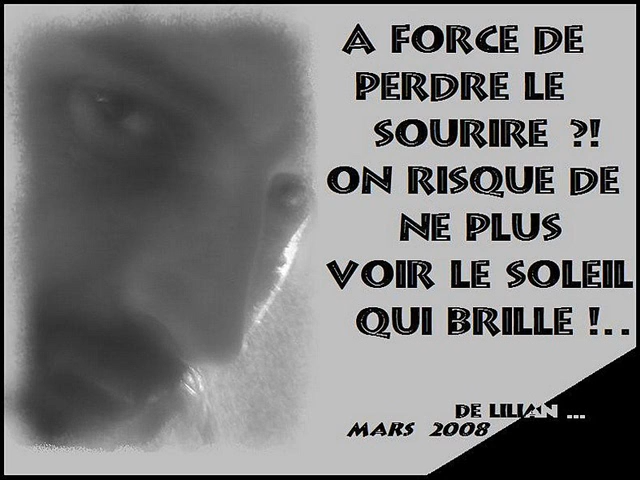 A FORCE DE
PERDRE LE
SOURIRE ?!
ON RISQUE DE
NE PLUS
VOIR LE SOLEIL
QUI BRILLE !..
DE LILIAN ...
MARS 2008